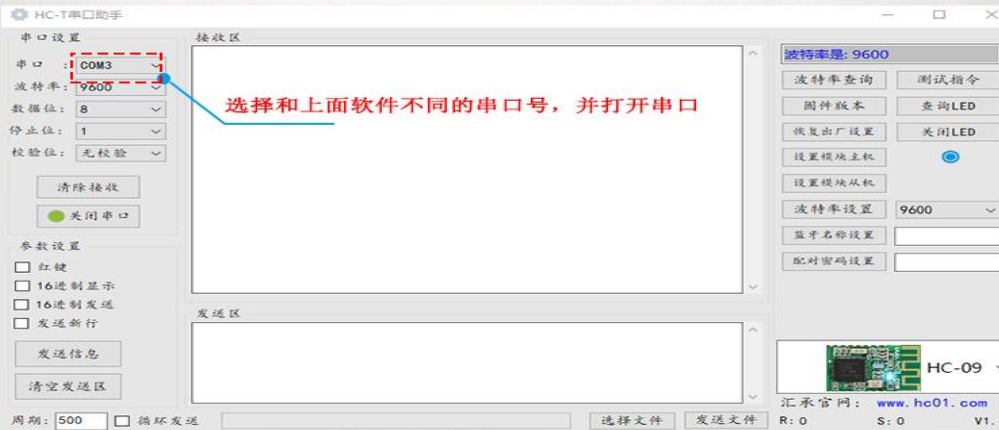 HC-T串口助手
串口设置
串口 : COM3
波特率: 9600
数据位: 8
停止位: 1
校验位: 无校验
清除接收
关闭串口
参数设置
红键
16进制显示
16进制发送
发送新行
发送信息
清空发送区
周期: 500 循环发送
接收区
选择和上面软件不同的串口号，并打开串口
发送区
选择文件 发送文件
波特率是: 9600
波特率查询 测试指令
固件版本 查询LED
恢复出厂设置 关闭LED
设置模块主机
设置模块从机
波特率设置 9600
蓝牙名称设置
配对密码设置
HC-09
汇承官网: www.hc01.com
R: 0 S: 0 V1.